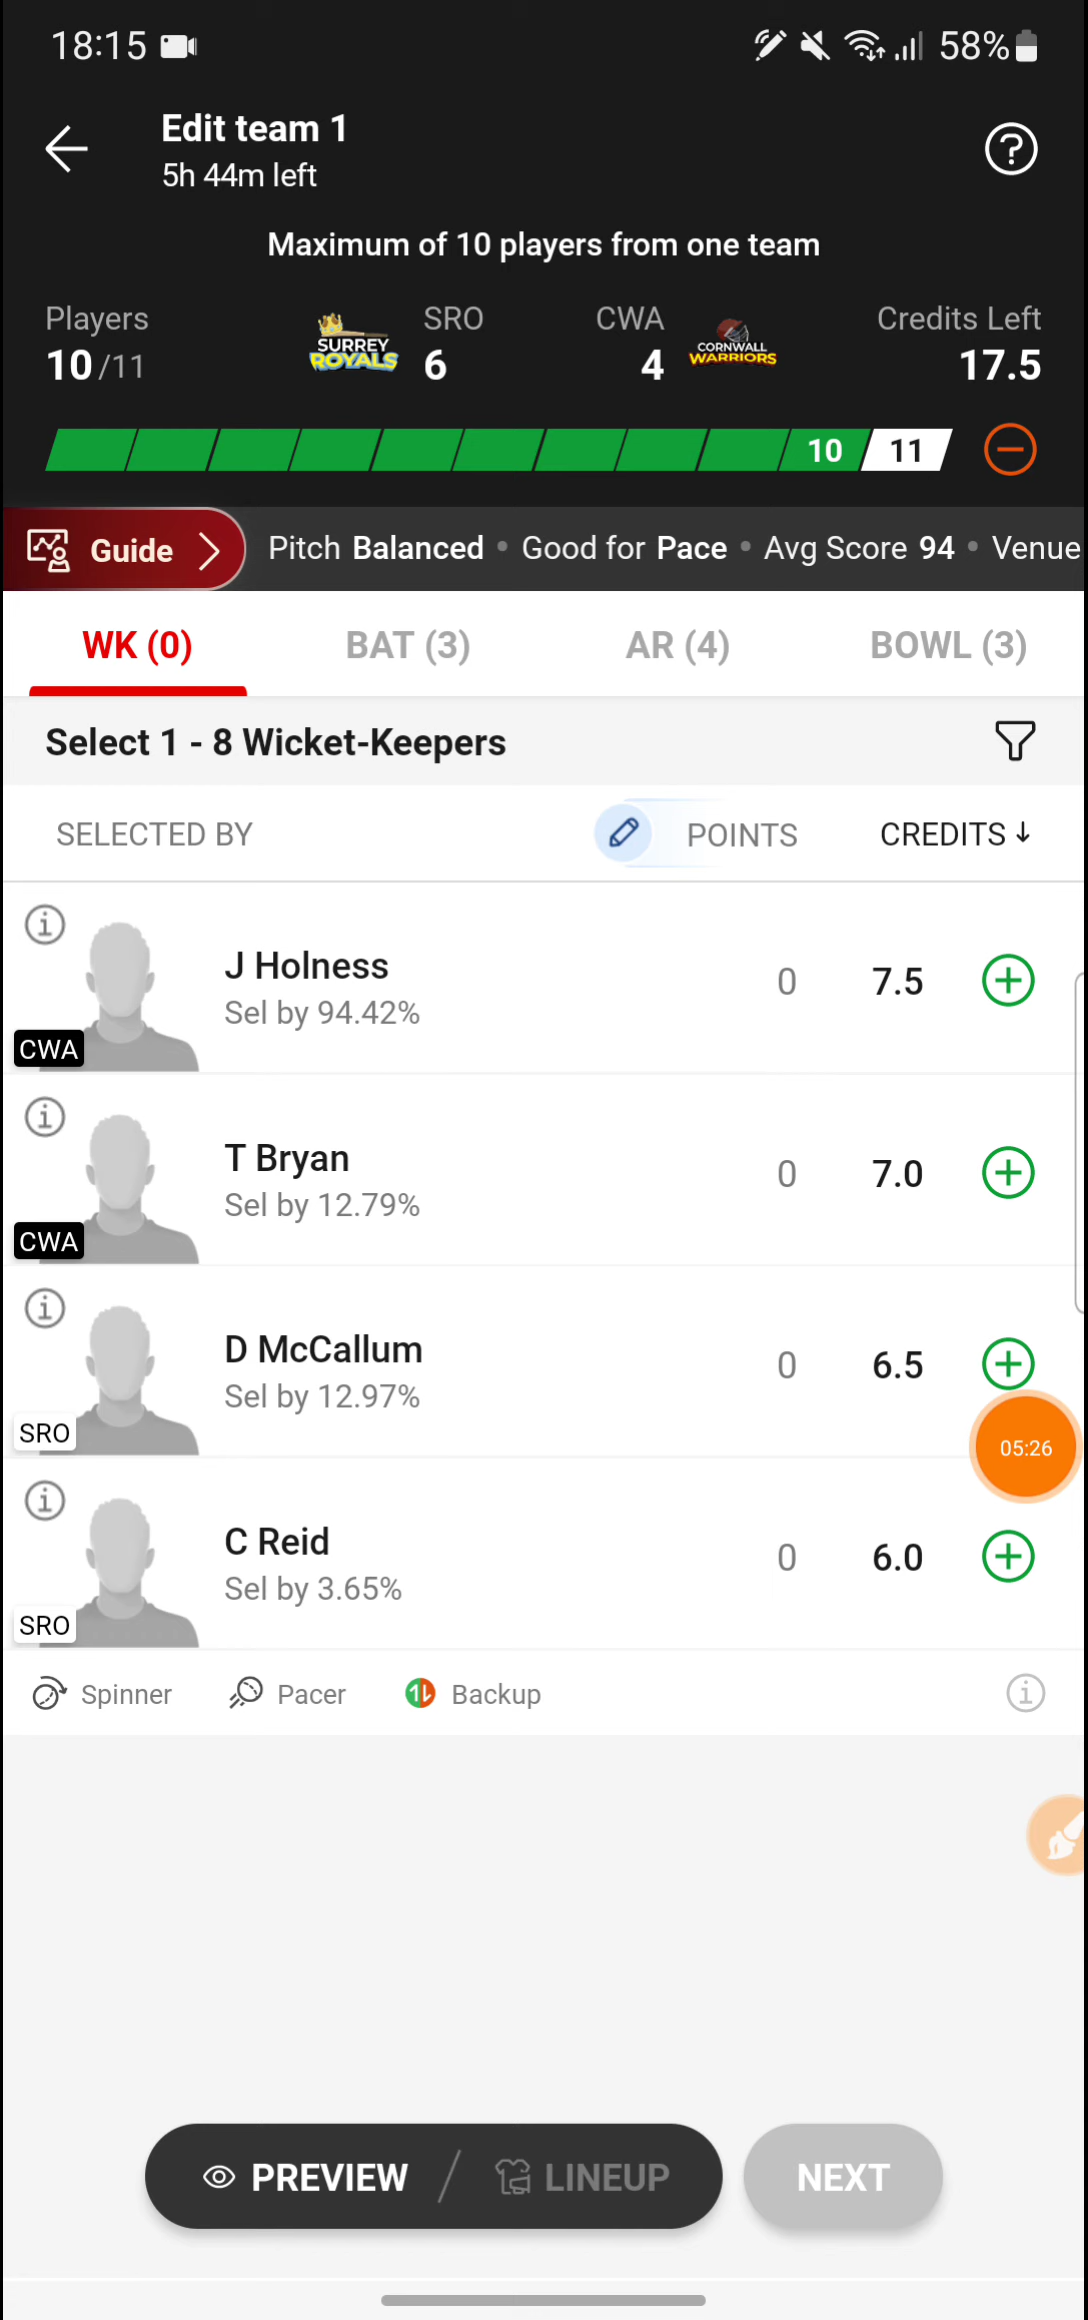 18:15 58%
Edit team 1
5h 44m left
Maximum of 10 players from one team
Players SRO CWA Credits Left
10/11 SURREY ROYALS 6 4 CORNWALL WARRIORS 17.5
10 11
Guide Pitch Balanced • Good for Pace • Avg Score 94 • Venue
WK (0) BAT (3) AR (4) BOWL (3)
Select 1 - 8 Wicket-Keepers
SELECTED BY POINTS CREDITS ↓
J Holness 0 7.5
Sel by 94.42%
CWA
T Bryan 0 7.0
Sel by 12.79%
CWA
D McCallum 0 6.5
Sel by 12.97%
SRO
05:26
C Reid 0 6.0
Sel by 3.65%
SRO
Spinner Pacer Backup
PREVIEW / LINEUP NEXT